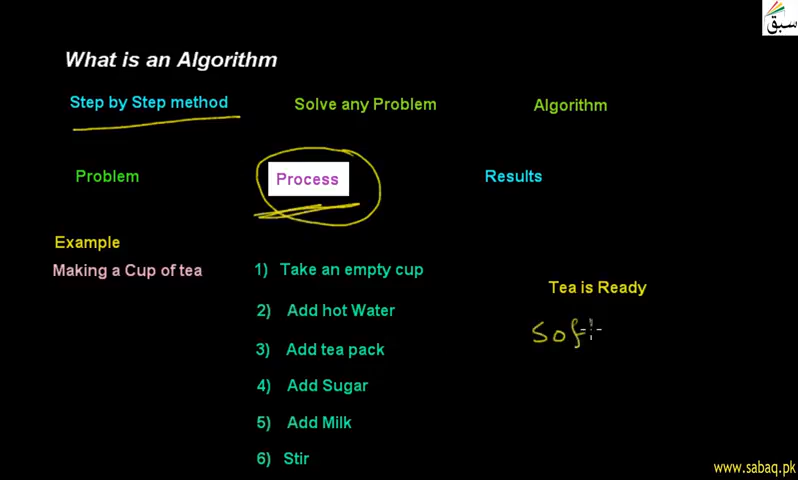 سبق
What is an Algorithm
Step by Step method Solve any Problem Algorithm
Problem Process Results
Example
Making a Cup of tea
1) Take an empty cup
2) Add hot Water
3) Add tea pack
4) Add Sugar
5) Add Milk
6) Stir
Tea is Ready
Sof
www.sabaq.pk